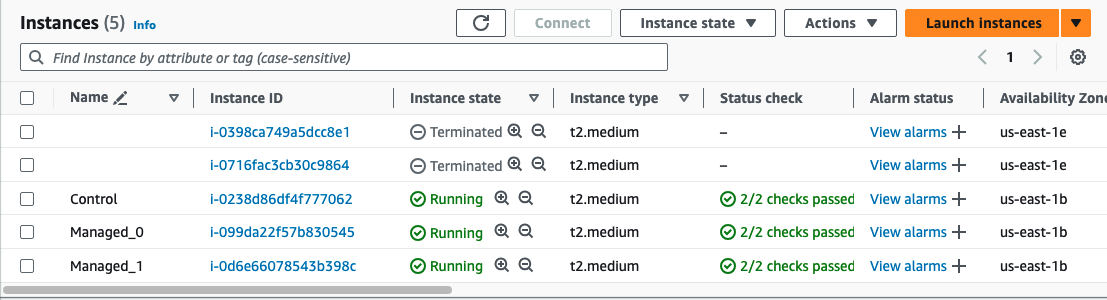 Instances (5) Info Connect Instance state Actions Launch instances
Find Instance by attribute or tag (case-sensitive) 1
Name Instance ID Instance state Instance type Status check Alarm status Availability Zone
i-0398ca749a5dcc8e1 Terminated t2.medium – View alarms + us-east-1e
i-0716fac3cb30c9864 Terminated t2.medium – View alarms + us-east-1e
Control i-0238d86df4f777062 Running t2.medium 2/2 checks passed View alarms + us-east-1b
Managed_0 i-099da22f57b830545 Running t2.medium 2/2 checks passed View alarms + us-east-1b
Managed_1 i-0d6e66078543b398c Running t2.medium 2/2 checks passed View alarms + us-east-1b